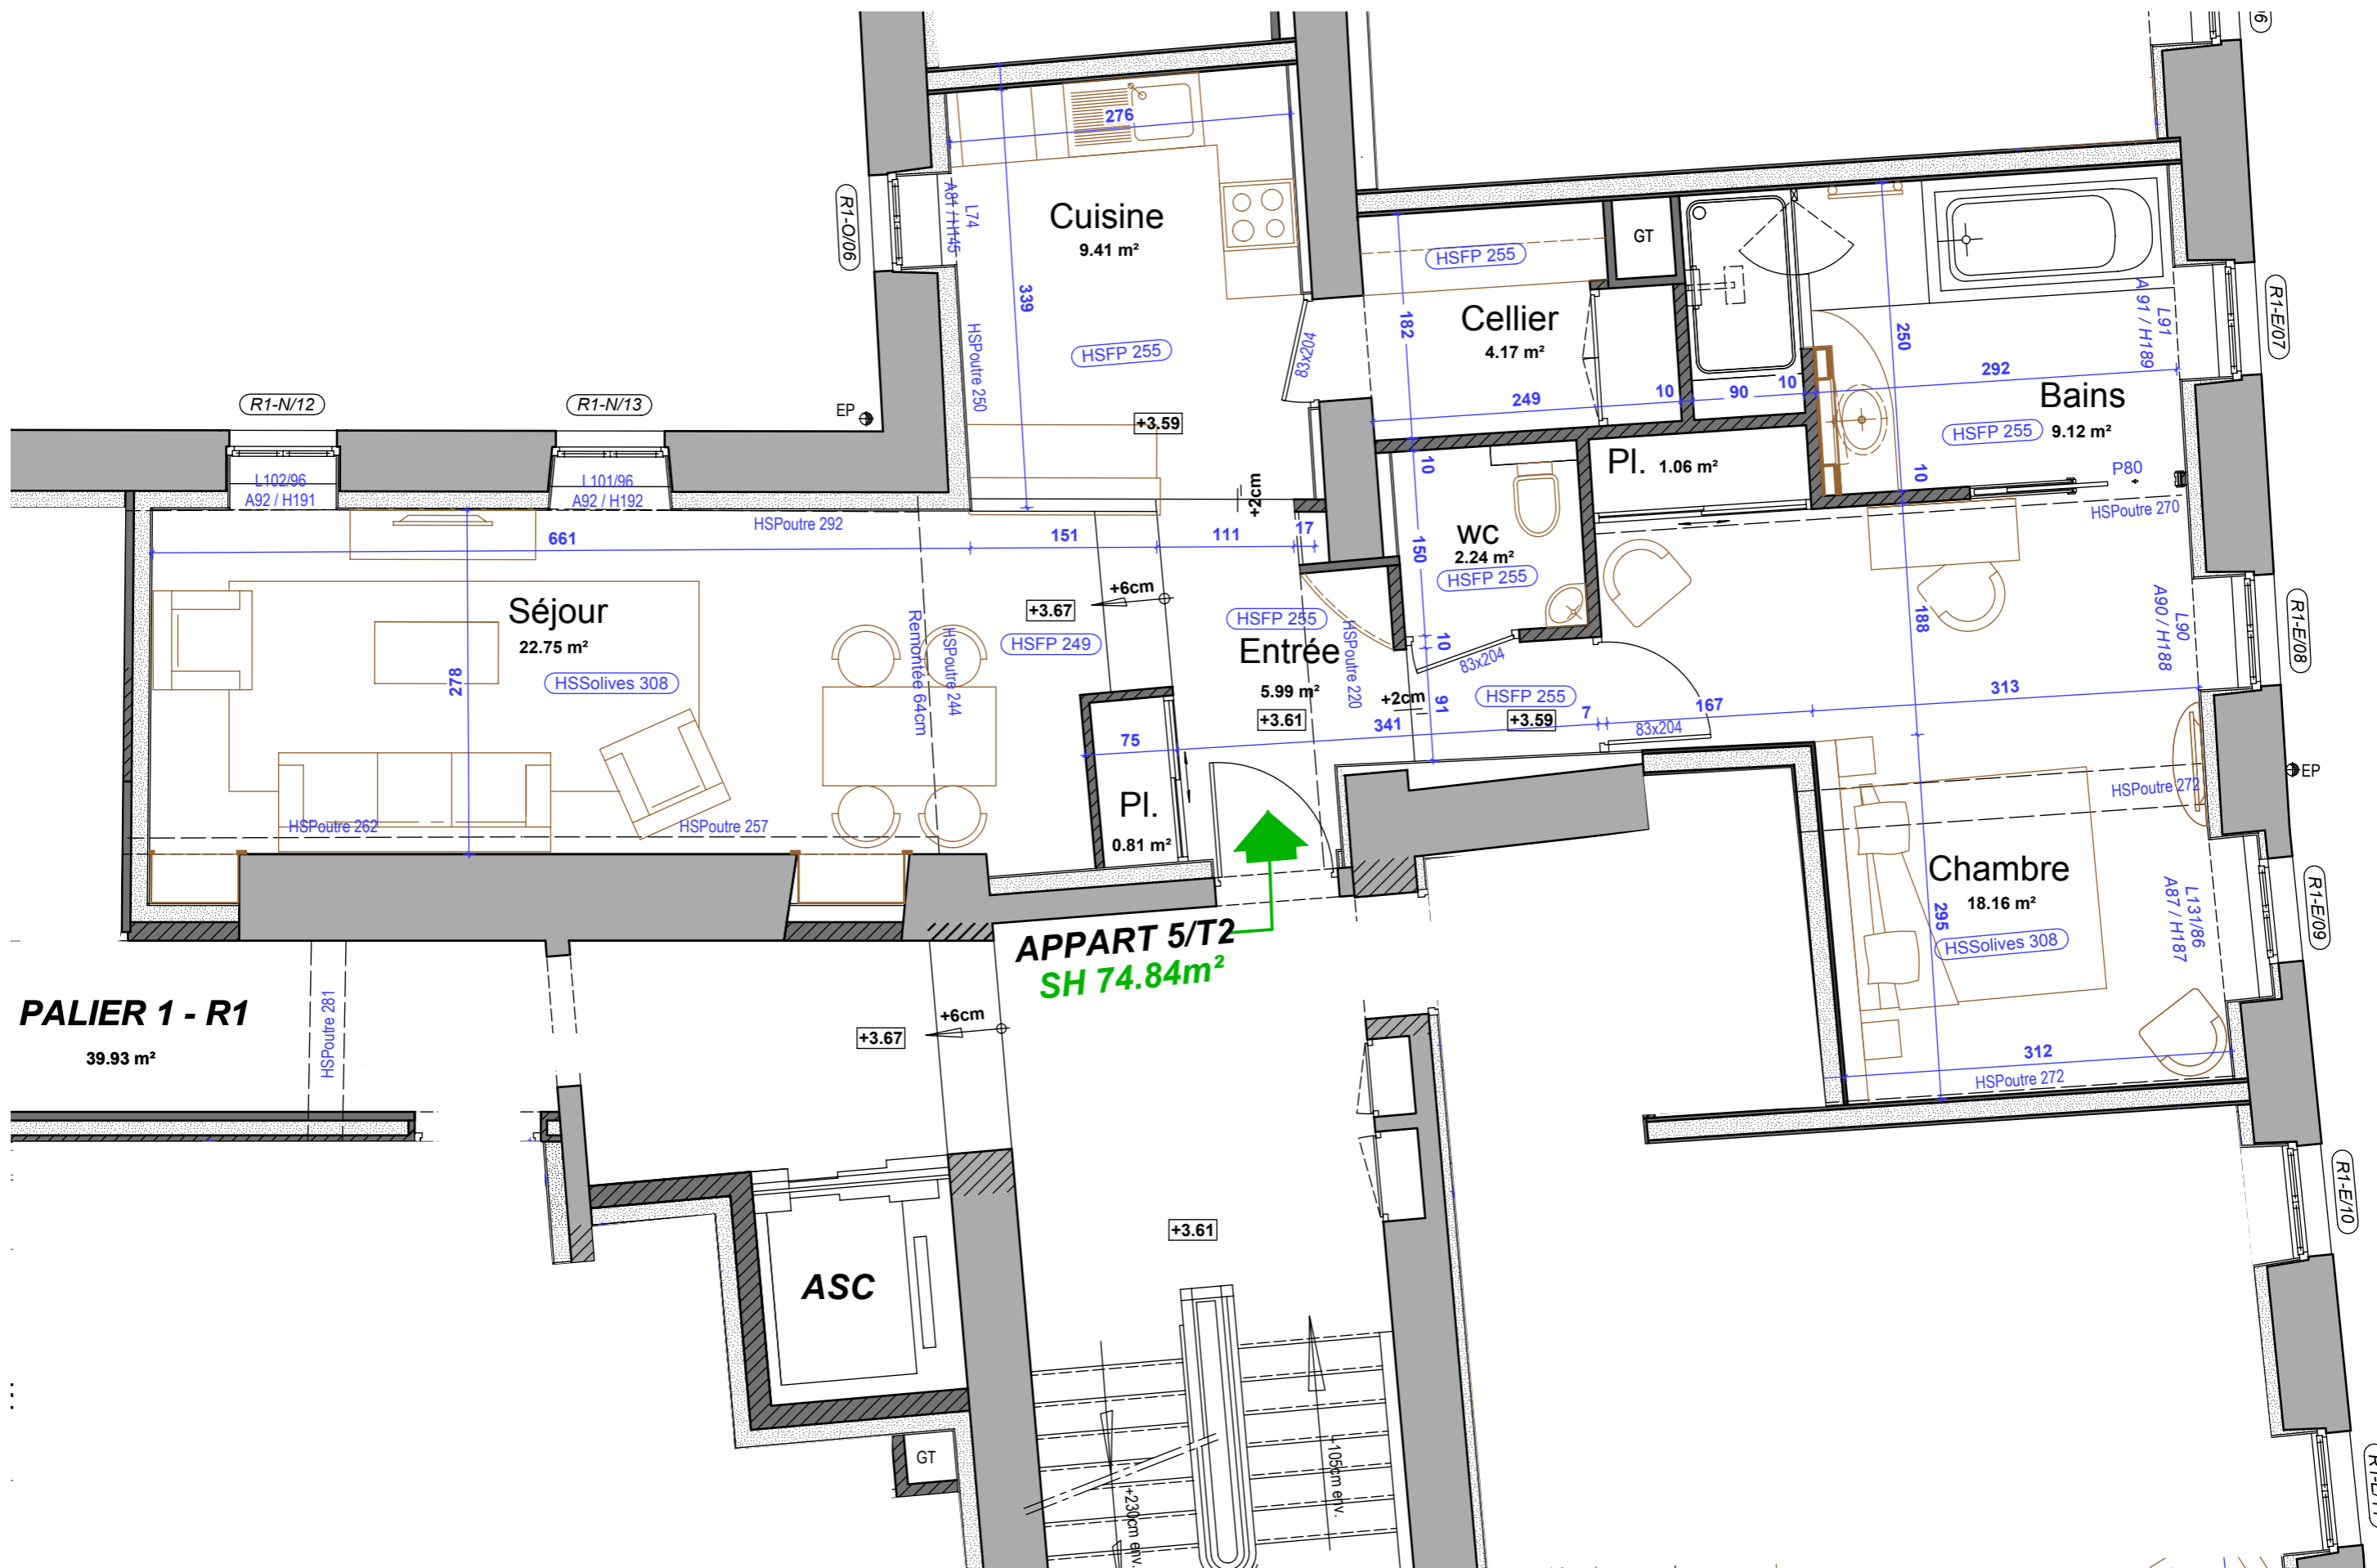 276
R1-O/06
L74
A81 / H145
Cuisine
9.41 m²
339
HSPoutre 250
HSFP 255
83x204
+3.59
R1-N/12
R1-N/13
EP
L102/96
A92 / H191
L101/96
A92 / H192
HSPoutre 292
661
151
111
17
+2cm
278
Séjour
22.75 m²
HSSolives 308
Remontée 64cm
HSPoutre 244
+3.67
HSFP 249
+6cm
HSPoutre 262
HSPoutre 257
75
Pl.
0.81 m²
HSFP 255
Entrée
5.99 m²
+3.61
HSPoutre 220
341
+2cm
HSFP 255
Cellier
4.17 m²
182
249
10
90
10
GT
WC
2.24 m²
HSFP 255
10
150
10
91
83x204
HSFP 255
+3.59
7
Pl. 1.06 m²
250
292
Bains
9.12 m²
HSFP 255
10
P80
L91
A 91 / H189
R1-E/07
HSPoutre 270
188
L90
A90 / H188
R1-E/08
167
313
83x204
HSPoutre 272
EP
Chambre
18.16 m²
HSSolives 308
295
L131/86
A87 / H187
R1-E/09
312
HSPoutre 272
R1-E/10
APPART 5/T2
SH 74.84m²
PALIER 1 - R1
39.93 m²
HSPoutre 281
+3.67
+6cm
ASC
GT
+3.61
+230cm env.
+105cm env.